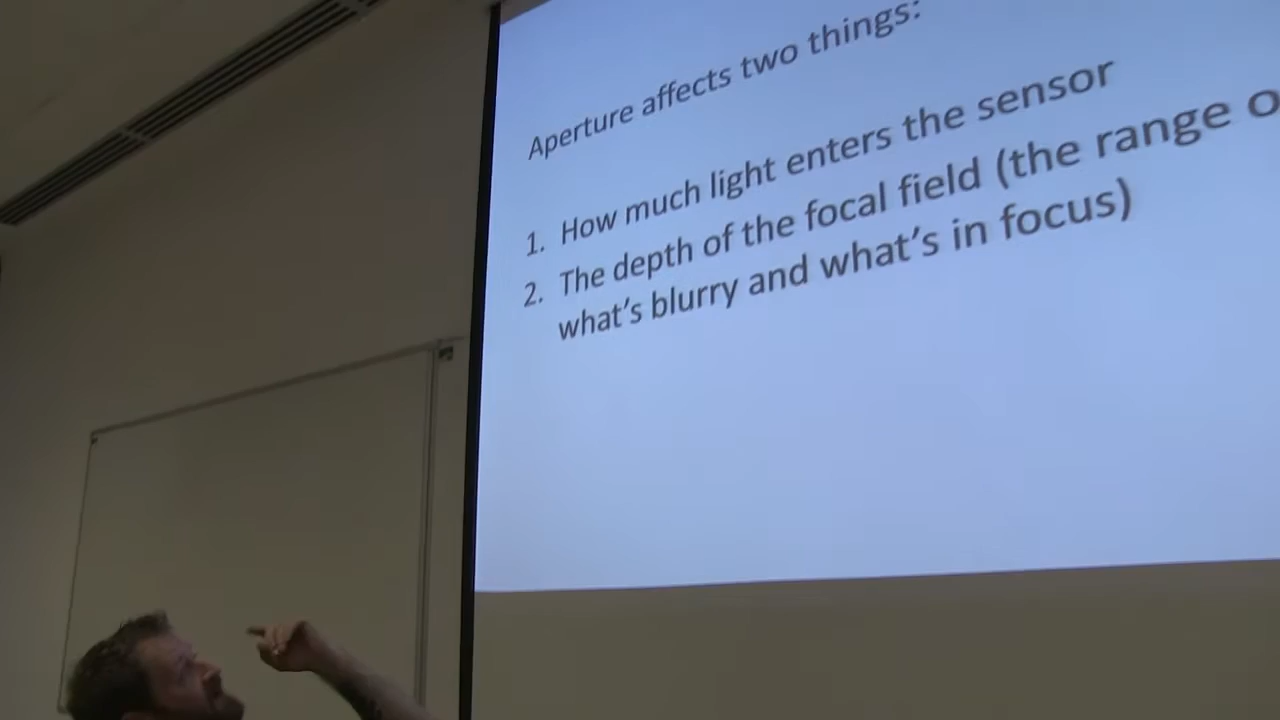 Aperture affects two things:
1. How much light enters the sensor
2. The depth of the focal field (the range
what's blurry and what's in focus)